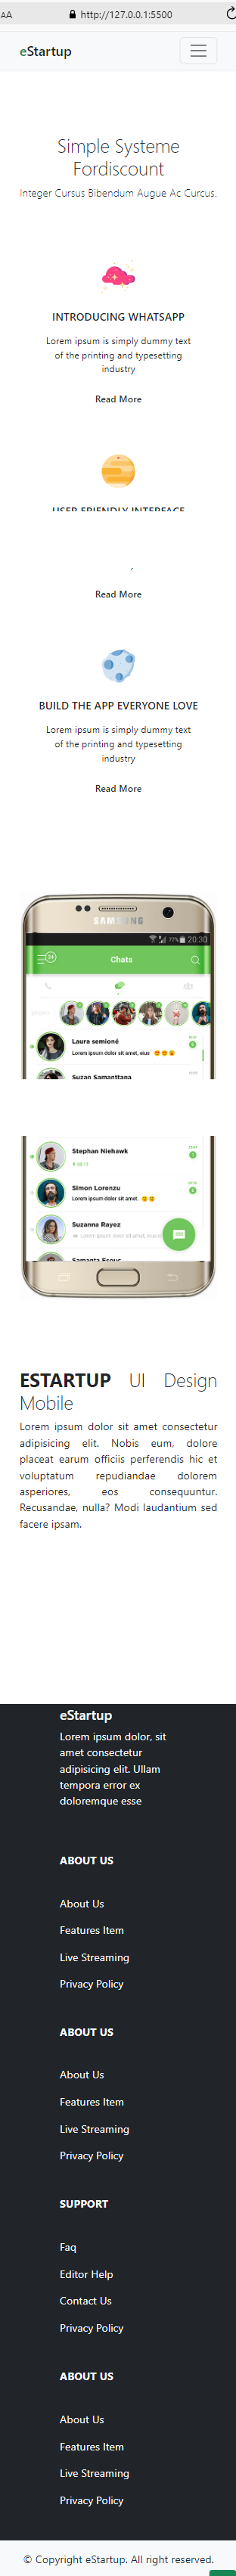 AA http://127.0.0.1:5500
eStartup
Simple Systeme
Fordiscount
Integer Cursus Bibendum Augue Ac Curcus.
INTRODUCING WHATSAPP
Lorem ipsum is simply dummy text
of the printing and typesetting
industry
Read More
USER FRIENDLY INTERFACE
Read More
BUILD THE APP EVERYONE LOVE
Lorem ipsum is simply dummy text
of the printing and typesetting
industry
Read More
SAMSUNG
77% 20:30
24 Chats
Laura semioné
Lorem ipsum dolor sit amet, eius
Suzan Samanttana
Stephan Niehawk
Simon Lorenzu
Lorem ipsum dolor sit amet.
Suzanna Rayez
Lorem ipsum dolor sit amet, eius
ESTARTUP UI Design
Mobile
Lorem ipsum dolor sit amet consectetur
adipisicing elit. Nobis eum, dolore
placeat earum officiis perferendis hic et
voluptatum repudiandae dolorem
asperiores, eos consequuntur.
Recusandae, nulla? Modi laudantium sed
facere ipsam.
eStartup
Lorem ipsum dolor, sit
amet consectetur
adipisicing elit. Ullam
tempora error ex
doloremque esse
ABOUT US
About Us
Features Item
Live Streaming
Privacy Policy
ABOUT US
About Us
Features Item
Live Streaming
Privacy Policy
SUPPORT
Faq
Editor Help
Contact Us
Privacy Policy
ABOUT US
About Us
Features Item
Live Streaming
Privacy Policy
© Copyright eStartup. All right reserved.